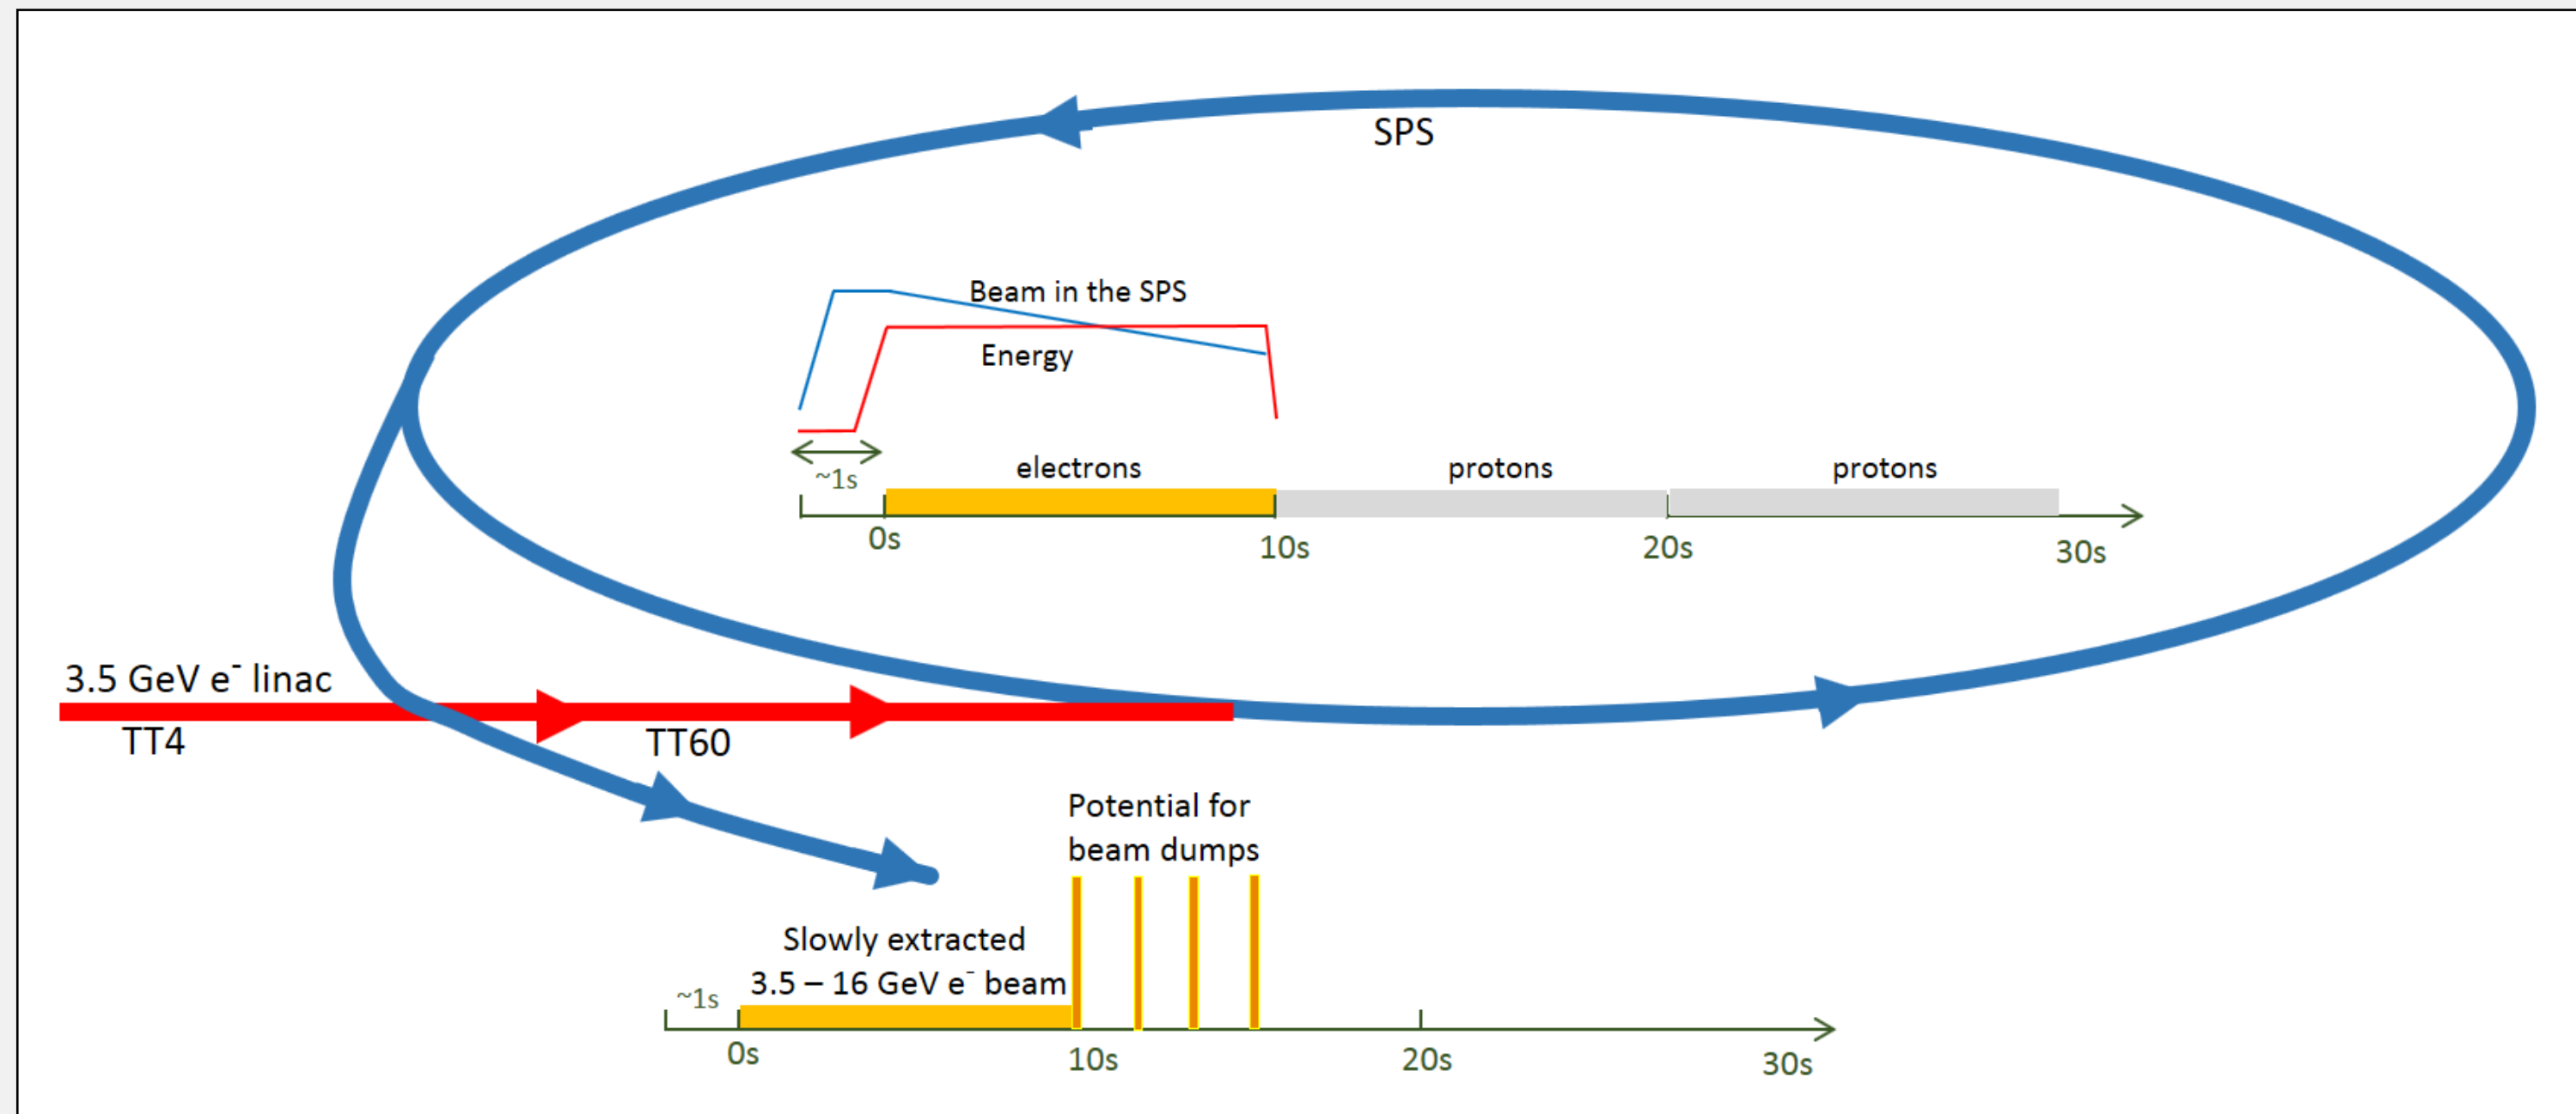 SPS
Beam in the SPS
Energy
~1s
electrons
protons
protons
0s
10s
20s
30s
3.5 GeV e⁻ linac
TT4
TT60
Potential for
beam dumps
Slowly extracted
3.5 – 16 GeV e⁻ beam
~1s
0s
10s
20s
30s